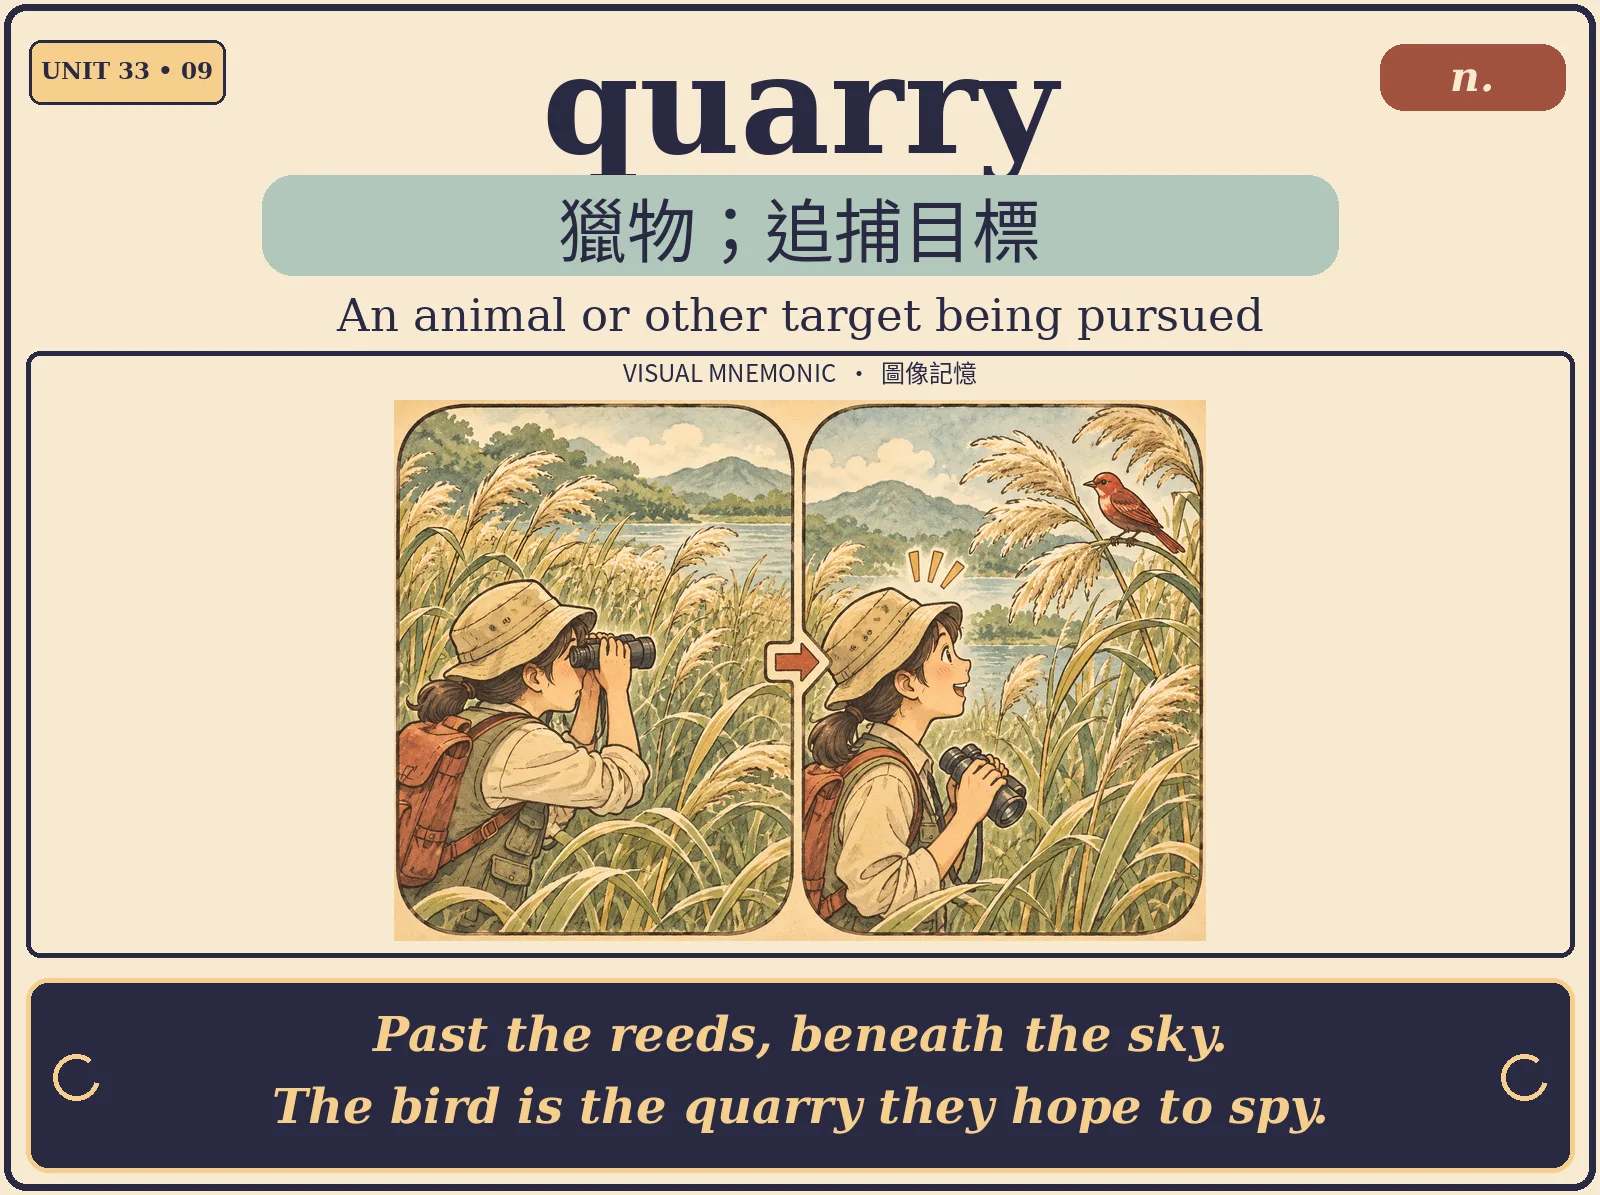 UNIT 33 • 09
quarry
n.
獵物；追捕目標
An animal or other target being pursued
VISUAL MNEMONIC • 圖像記憶
Past the reeds, beneath the sky.
The bird is the quarry they hope to spy.